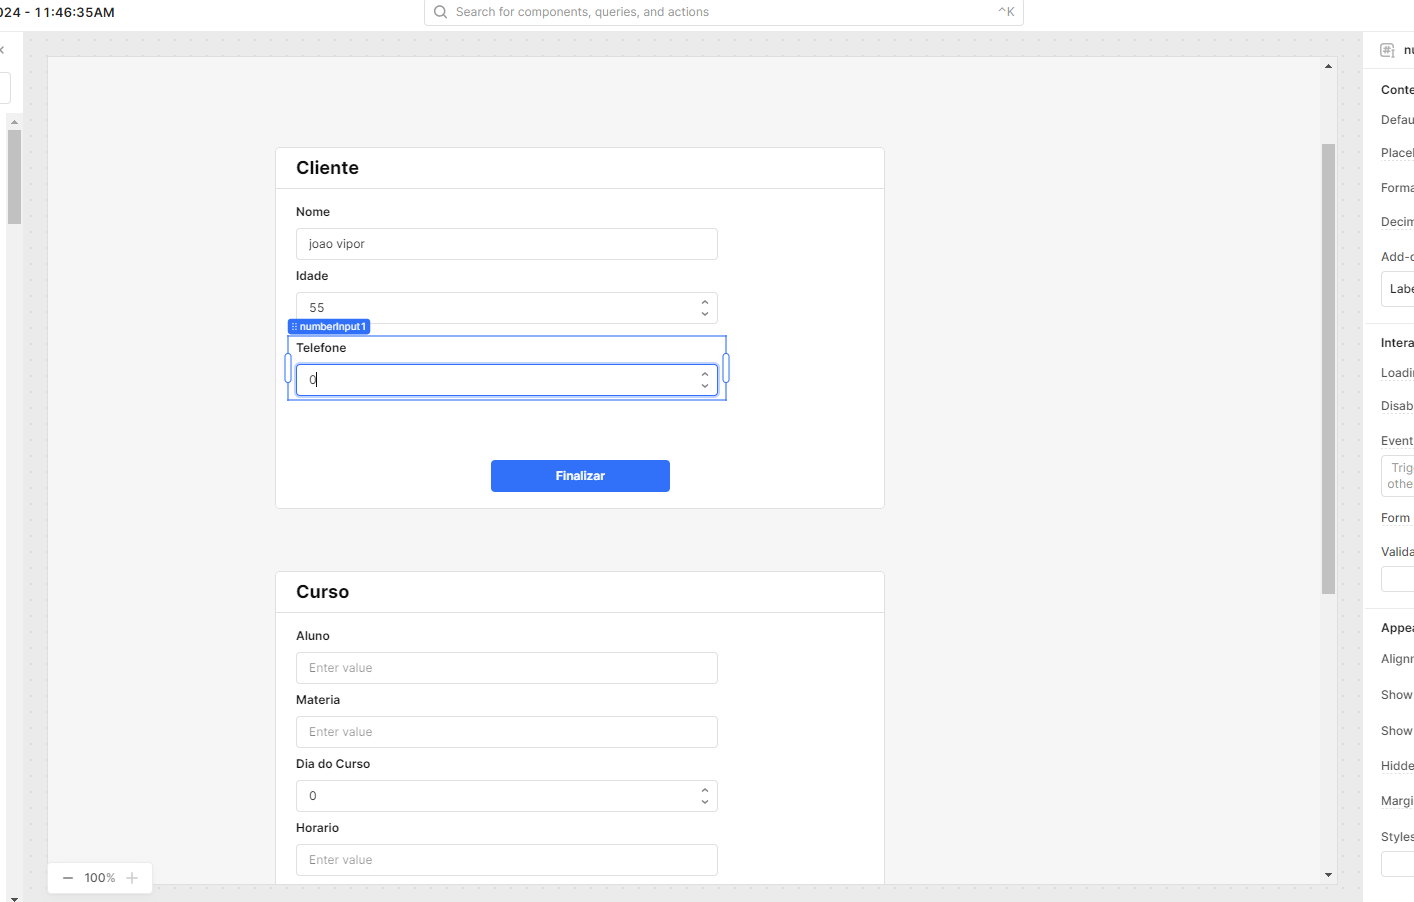 024 - 11:46:35AM
Search for components, queries, and actions
^K
Cliente
Nome
joao vipor
Idade
55
numberInput1
Telefone
0
Finalizar
Curso
Aluno
Enter value
Materia
Enter value
Dia do Curso
0
Horario
Enter value
100%
nu
Conte
Defau
Placel
Forma
Decim
Add-o
Labe
Intera
Loadi
Disab
Event
Trig
othe
Form
Valida
Appea
Alignr
Show
Show
Hidde
Margi
Styles